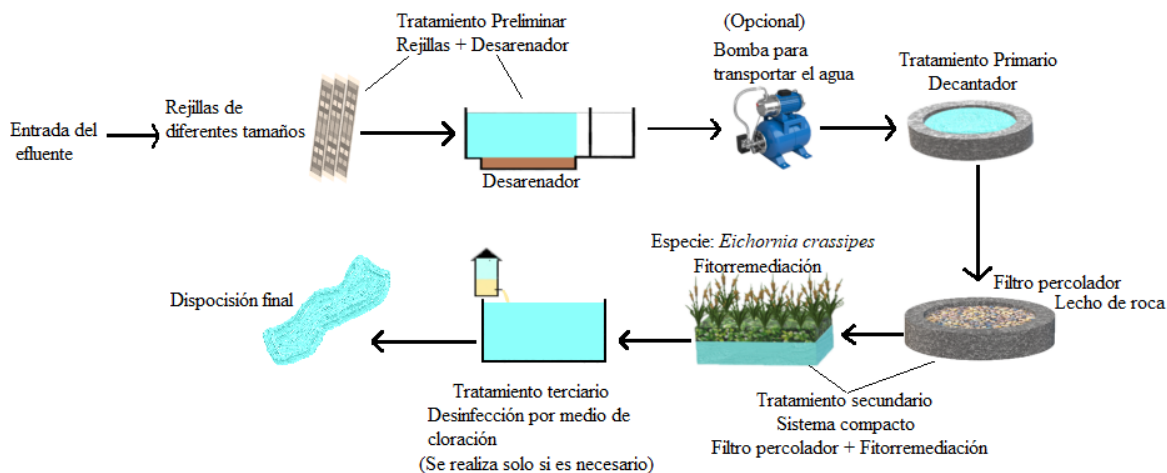 Entrada del
efluente
Rejillas de
diferentes tamaños
Tratamiento Preliminar
Rejillas + Desarenador
Desarenador
(Opcional)
Bomba para
transportar el agua
Tratamiento Primario
Decantador
Filtro percolador
Lecho de roca
Especie: Eichornia crassipes
Fitorremediación
Tratamiento secundario
Sistema compacto
Filtro percolador + Fitorremediación
Tratamiento terciario
Desinfección por medio de
cloración
(Se realiza solo si es necesario)
Dispocisión final